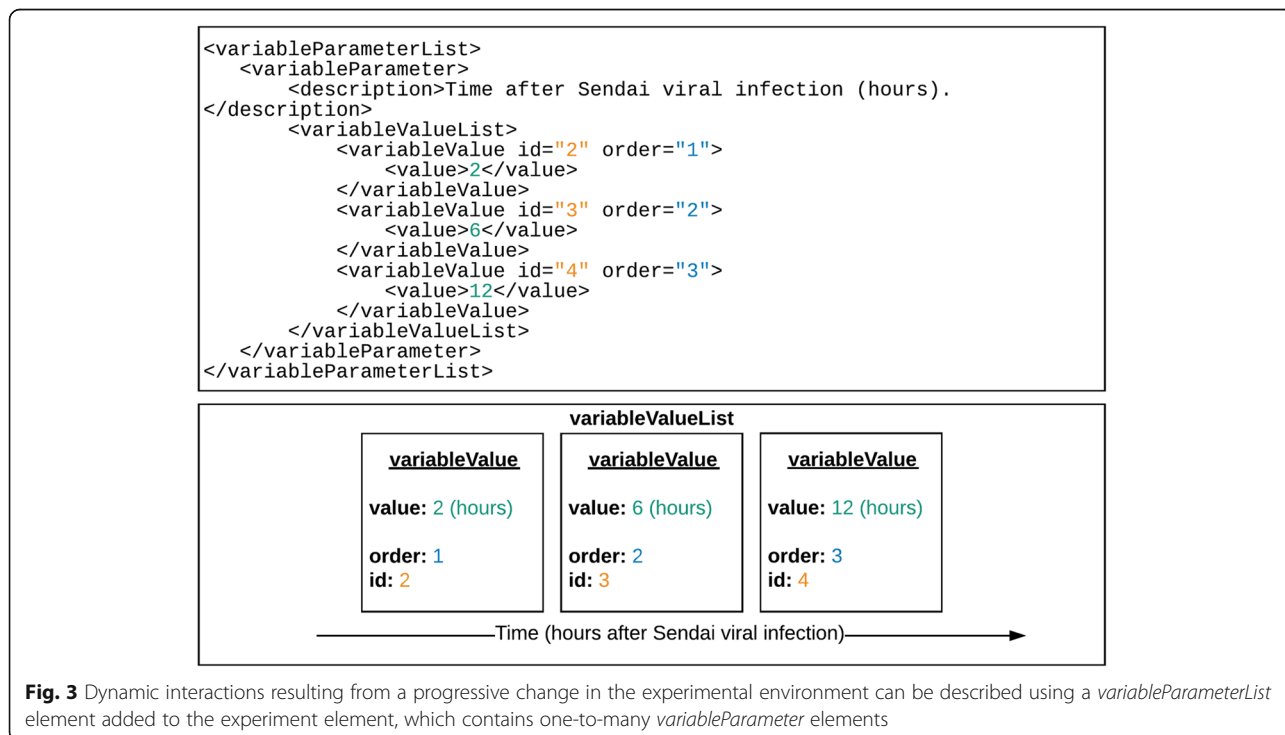 <variableParameterList>
<variableParameter>
<description>Time after Sendai viral infection (hours).
</description>
<variableValueList>
<variableValue id="2" order="1">
<value>2</value>
</variableValue>
<variableValue id="3" order="2">
<value>6</value>
</variableValue>
<variableValue id="4" order="3">
<value>12</value>
</variableValue>
</variableValueList>
</variableParameter>
</variableParameterList>
variableValueList
variableValue
value: 2 (hours)
order: 1
id: 2
variableValue
value: 6 (hours)
order: 2
id: 3
variableValue
value: 12 (hours)
order: 3
id: 4
Time (hours after Sendai viral infection)
Fig. 3 Dynamic interactions resulting from a progressive change in the experimental environment can be described using a variableParameterList
element added to the experiment element, which contains one-to-many variableParameter elements